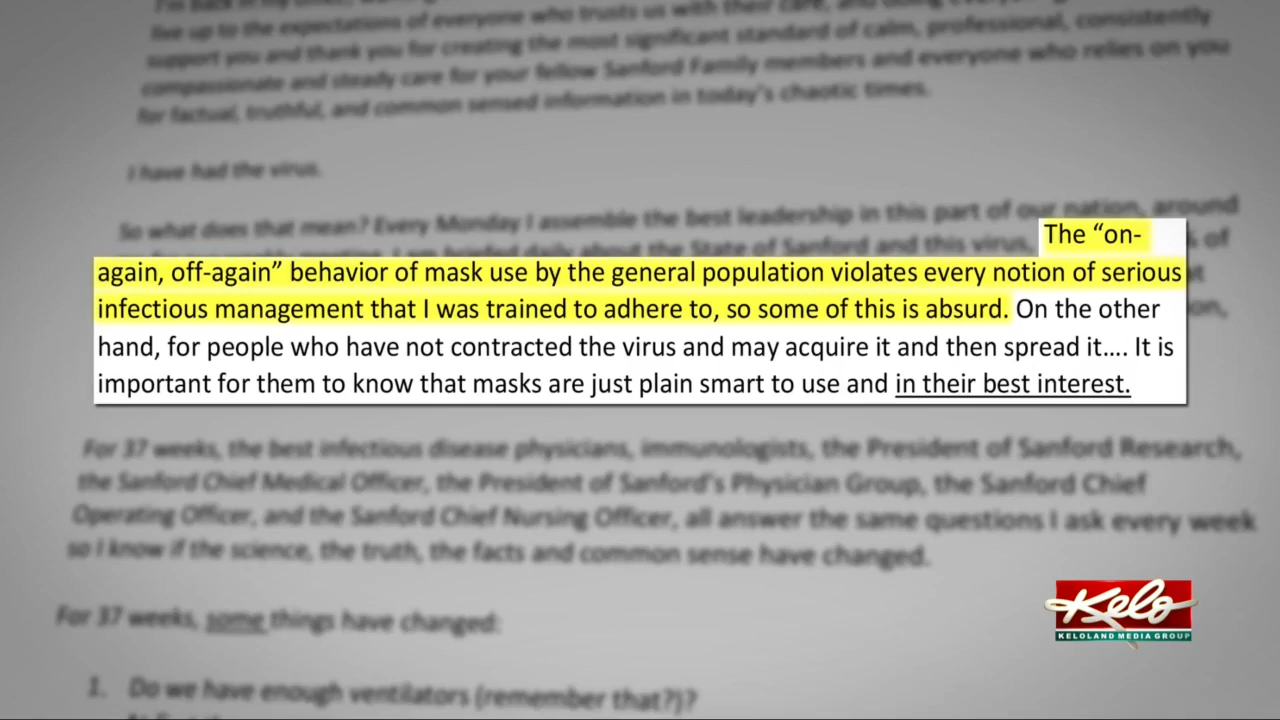 live up to the expectations of everyone who trusts us with their care, and doing
support you and thank you for creating the most significant standard of calm, professional, consistently
compassionate and steady care for your fellow Sanford Family members and everyone who relies on you
for factual, truthful, and common sensed information in today's chaotic times.
I have had the virus.
So what does that mean? Every Monday I assemble the best leadership in this part of our nation, around
The "on-
again, off-again" behavior of mask use by the general population violates every notion of serious
infectious management that I was trained to adhere to, so some of this is absurd. On the other
hand, for people who have not contracted the virus and may acquire it and then spread it.... It is
important for them to know that masks are just plain smart to use and in their best interest.
For 37 weeks, the best infectious disease physicians, immunologists, the President of Sanford Research,
the Sanford Chief Medical Officer, the President of Sanford's Physician Group, the Sanford Chief
Operating Officer, and the Sanford Chief Nursing Officer, all answer the same questions I ask every week
so I know if the science, the truth, the facts and common sense have changed.
For 37 weeks, some things have changed:
1. Do we have enough ventilators (remember that?)?
Kelo
KELOLAND MEDIA GROUP